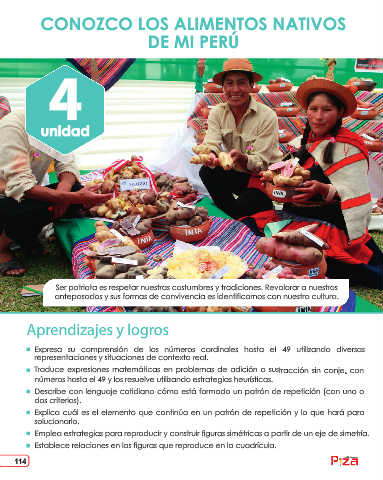 CONOZCO LOS ALIMENTOS NATIVOS
DE MI PERÚ
4
unidad
INIA
INIA
INIA
Ser patriota es respetar nuestras costumbres y tradiciones. Revalorar a nuestros
antepasados y sus formas de convivencia es identificarnos con nuestra cultura.
Aprendizajes y logros
Expresa su comprensión de los números cardinales hasta el 49 utilizando diversas
representaciones y situaciones de contexto real.
Traduce expresiones matemáticas en problemas de adición o sustracción sin canje, con
números hasta el 49 y los resuelve utilizando estrategias heurísticas.
Describe con lenguaje cotidiano cómo está formado un patrón de repetición (con uno o
dos criterios).
Explica cuál es el elemento que continúa en un patrón de repetición y lo que hará para
solucionarlo.
Emplea estrategias para reproducir y construir figuras simétricas a partir de un eje de simetría.
Establece relaciones en las figuras que reproduce en la cuadrícula.
114